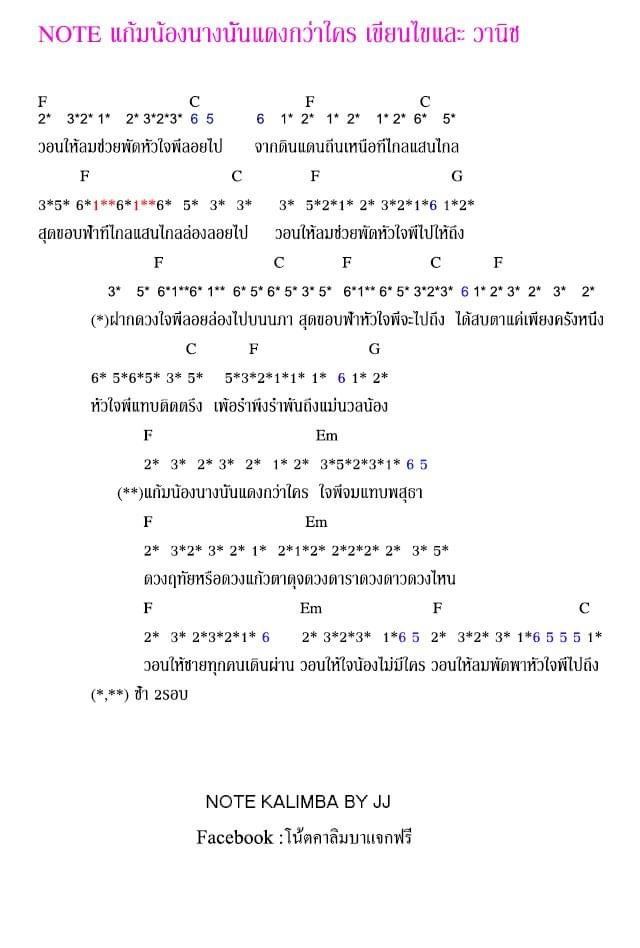 NOTE แก้มน้องนางนั้นแดงกว่าใคร เขียนไขและ วานิช
F C F C
2* 3*2* 1* 2* 3*2*3* 6 5 6 1* 2* 1* 2* 1* 2* 6* 5*
วอนให้ลมช่วยพัดหัวใจพี่ลอยไป จากดินแดนถิ่นเหนือที่ไกลแสนไกล
F C F G
3*5* 6*1**6*1**6* 5* 3* 3* 3* 5*2*1* 2* 3*2*1*6 1*2*
สุดขอบฟ้าที่ไกลแสนไกลล่องลอยไป วอนให้ลมช่วยพัดหัวใจพี่ไปให้ถึง
F C F C F
3* 5* 6*1**6* 1** 6* 5* 6* 5* 3* 5* 6*1** 6* 5* 3*2*3* 6 1* 2* 3* 2* 3* 2*
(*)ฝากดวงใจพี่ลอยล่องไปบนนภา สุดขอบฟ้าหัวใจพี่จะไปถึง ได้สบตาแค่เพียงครั้งหนึ่ง
C F G
6* 5*6*5* 3* 5* 5*3*2*1*1* 1* 6 1* 2*
หัวใจพี่แทบติดตรึง เพ้อรำพึงรำพันถึงแม่นวลน้อง
F Em
2* 3* 2* 3* 2* 1* 2* 3*5*2*3*1* 6 5
(**)แก้มน้องนางนั้นแดงกว่าใคร ใจพี่จมแทบพสุธา
F Em
2* 3*2* 3* 2* 1* 2*1*2* 2*2*2* 2* 3* 5*
ดวงฤทัยหรือดวงแก้วตาดุจดวงดาราดวงดาวดวงไหน
F Em F C
2* 3* 2*3*2*1* 6 2* 3*2*3* 1*6 5 2* 3*2* 3* 1*6 5 5 5 1*
วอนให้ชายทุกคนเดินผ่าน วอนให้ใจน้องไม่มีใคร วอนให้ลมพัดพาหัวใจพี่ไปถึง
(*,**) ซ้ำ 2รอบ
NOTE KALIMBA BY JJ
Facebook :โน้ตคาลิมบาแจกฟรี